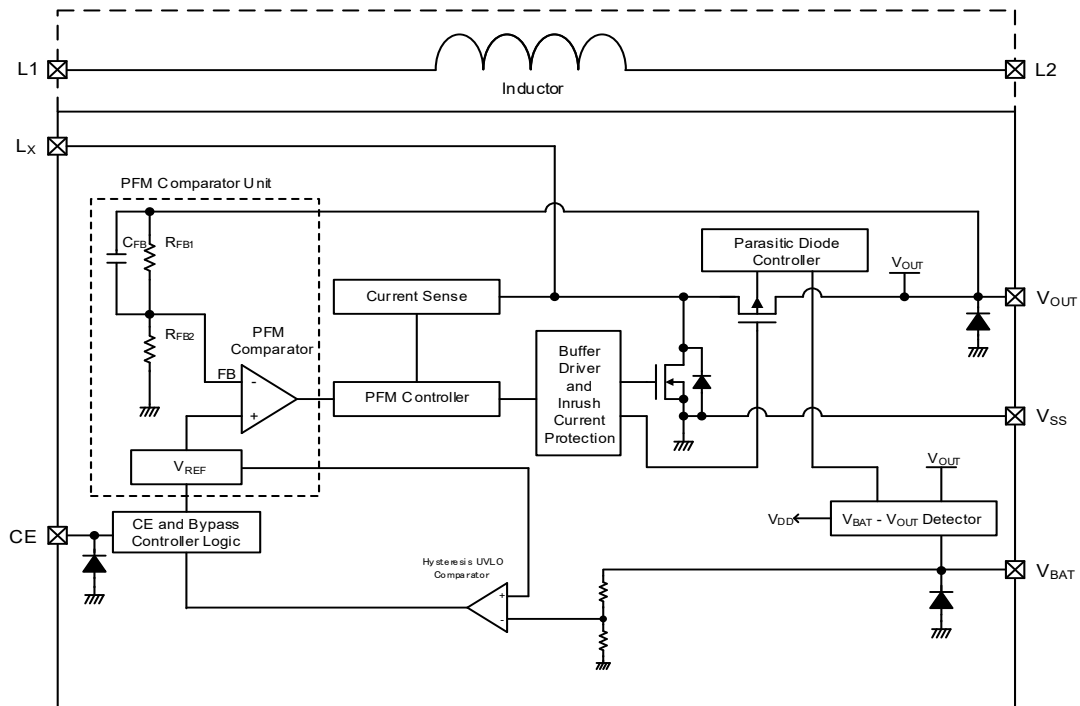 L1
L2
Inductor
LX
PFM Comparator Unit
CFB
RFB1
RFB2
PFM
Comparator
FB
-
+
VREF
Current Sense
PFM Controller
Buffer
Driver
and
Inrush
Current
Protection
Parasitic Diode
Controller
VOUT
VOUT
VSS
VOUT
VDD
VBAT - VOUT Detector
CE
CE and Bypass
Controller Logic
Hysteresis UVLO
Comparator
+
-
VBAT